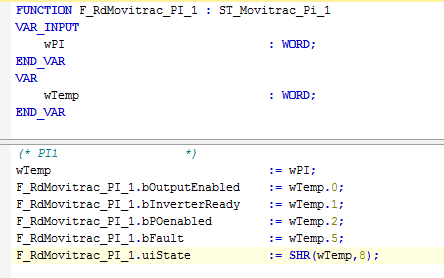 FUNCTION F_RdMovitrac_PI_1 : ST_Movitrac_Pi_1
VAR_INPUT
wPI : WORD;
END_VAR
VAR
wTemp : WORD;
END_VAR
(* PI1 *)
wTemp := wPI;
F_RdMovitrac_PI_1.bOutputEnabled := wTemp.0;
F_RdMovitrac_PI_1.bInverterReady := wTemp.1;
F_RdMovitrac_PI_1.bPOenabled := wTemp.2;
F_RdMovitrac_PI_1.bFault := wTemp.5;
F_RdMovitrac_PI_1.uiState := SHR(wTemp,8);